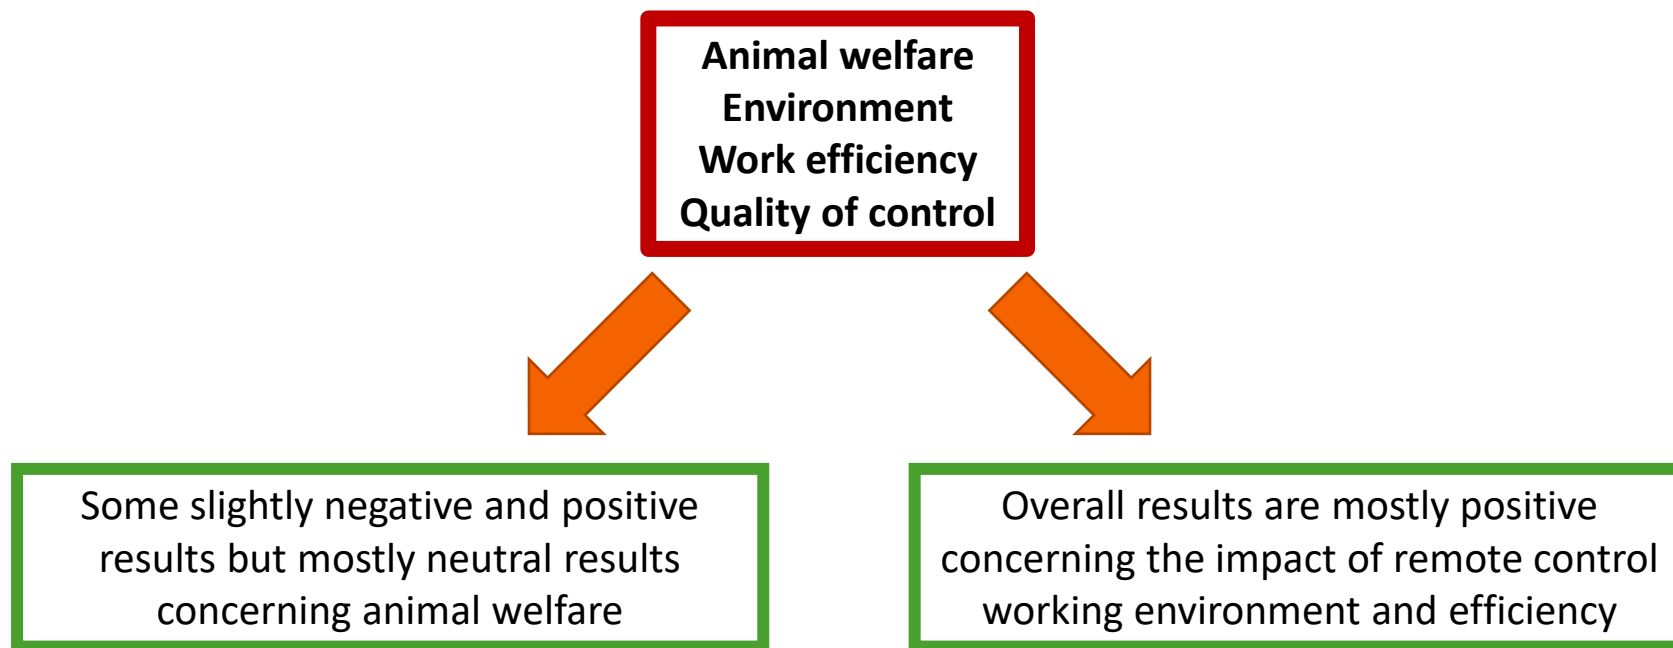 Animal welfare
Environment
Work efficiency
Quality of control
Some slightly negative and positive
results but mostly neutral results
concerning animal welfare
Overall results are mostly positive
concerning the impact of remote control
working environment and efficiency